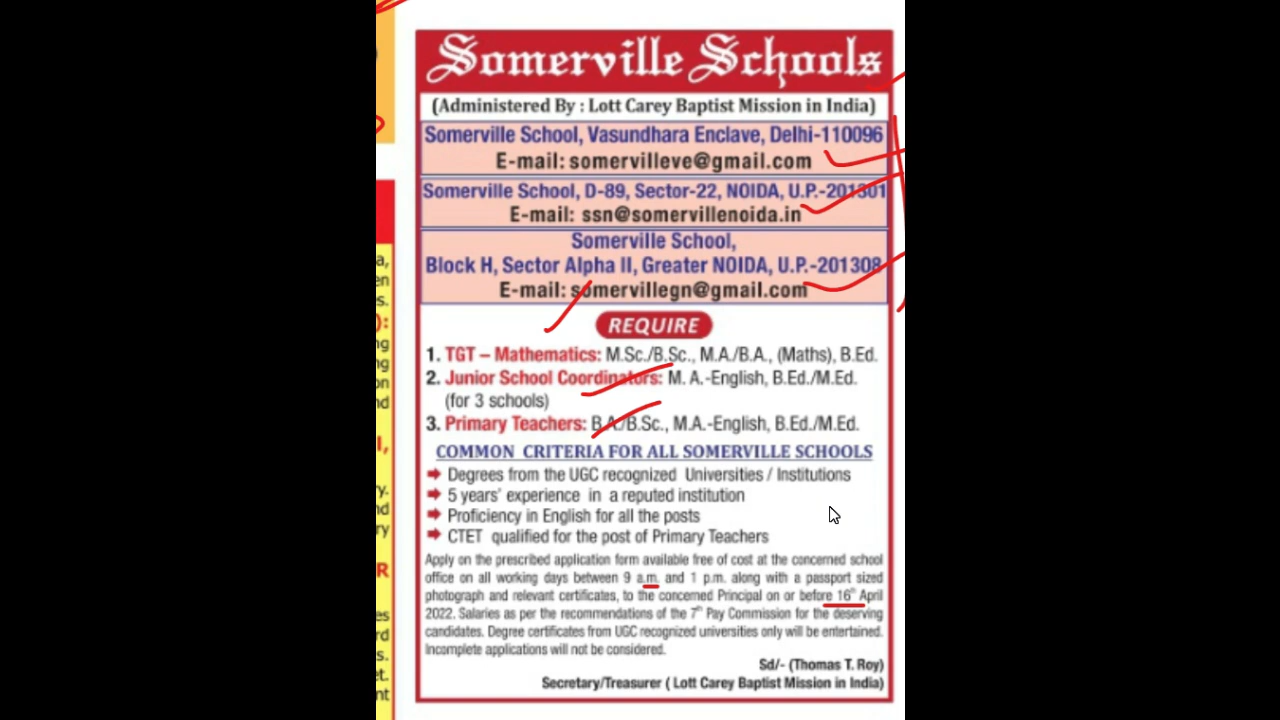 Somerville Schools
(Administered By : Lott Carey Baptist Mission in India)
Somerville School, Vasundhara Enclave, Delhi-110096
E-mail: somervilleve@gmail.com
Somerville School, D-89, Sector-22, NOIDA, U.P.-201301
E-mail: ssn@somervillenoida.in
Somerville School,
Block H, Sector Alpha II, Greater NOIDA, U.P.-201308
E-mail: somervillegn@gmail.com
REQUIRE
1. TGT – Mathematics: M.Sc./B.Sc., M.A./B.A., (Maths), B.Ed.
2. Junior School Coordinators: M. A.-English, B.Ed./M.Ed.
(for 3 schools)
3. Primary Teachers: B.A./B.Sc., M.A.-English, B.Ed./M.Ed.
COMMON CRITERIA FOR ALL SOMERVILLE SCHOOLS
Degrees from the UGC recognized Universities / Institutions
5 years' experience in a reputed institution
Proficiency in English for all the posts
CTET qualified for the post of Primary Teachers
Apply on the prescribed application form available free of cost at the concerned school
office on all working days between 9 a.m. and 1 p.m. along with a passport sized
photograph and relevant certificates, to the concerned Principal on or before 16th April
2022. Salaries as per the recommendations of the 7th Pay Commission for the deserving
candidates. Degree certificates from UGC recognized universities only will be entertained.
Incomplete applications will not be considered.
Sd/- (Thomas T. Roy)
Secretary/Treasurer ( Lott Carey Baptist Mission in India)